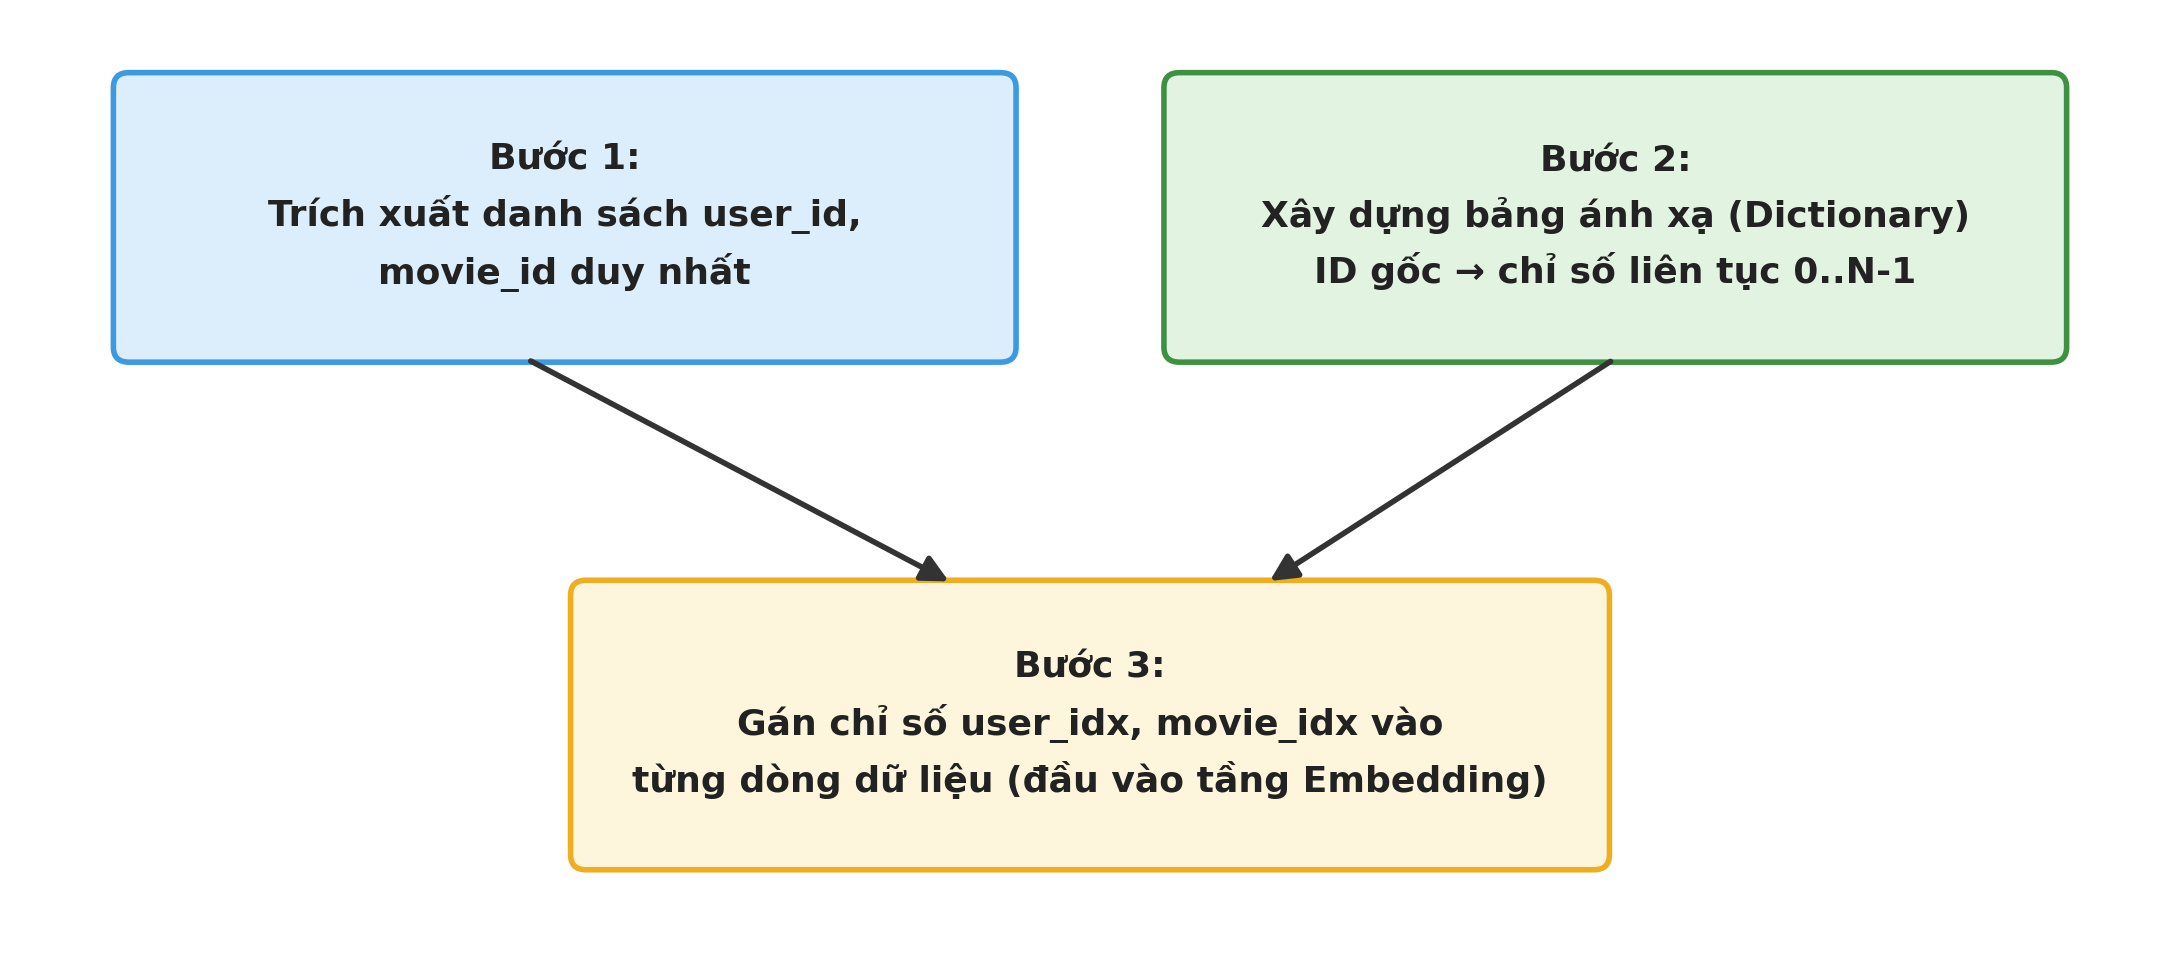 Bước 1:
Trích xuất danh sách user_id,
movie_id duy nhất
Bước 2:
Xây dựng bảng ánh xạ (Dictionary)
ID gốc → chỉ số liên tục 0..N-1
Bước 3:
Gán chỉ số user_idx, movie_idx vào
từng dòng dữ liệu (đầu vào tầng Embedding)